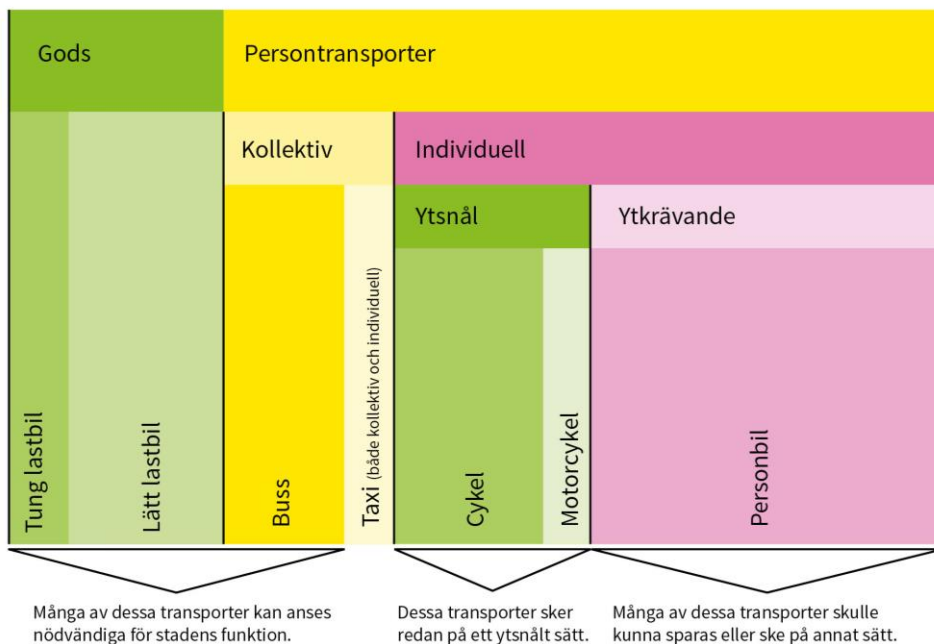 Gods
Persontransporter
Kollektiv
Individuell
Ytsnål
Ytkrävande
Tung lastbil
Lätt lastbil
Buss
Taxi (både kollektiv och individuell)
Cykel
Motorcykel
Personbil
Många av dessa transporter kan anses
nödvändiga för stadens funktion.
Dessa transporter sker
redan på ett ytsnålt sätt.
Många av dessa transporter skulle
kunna sparas eller ske på annat sätt.